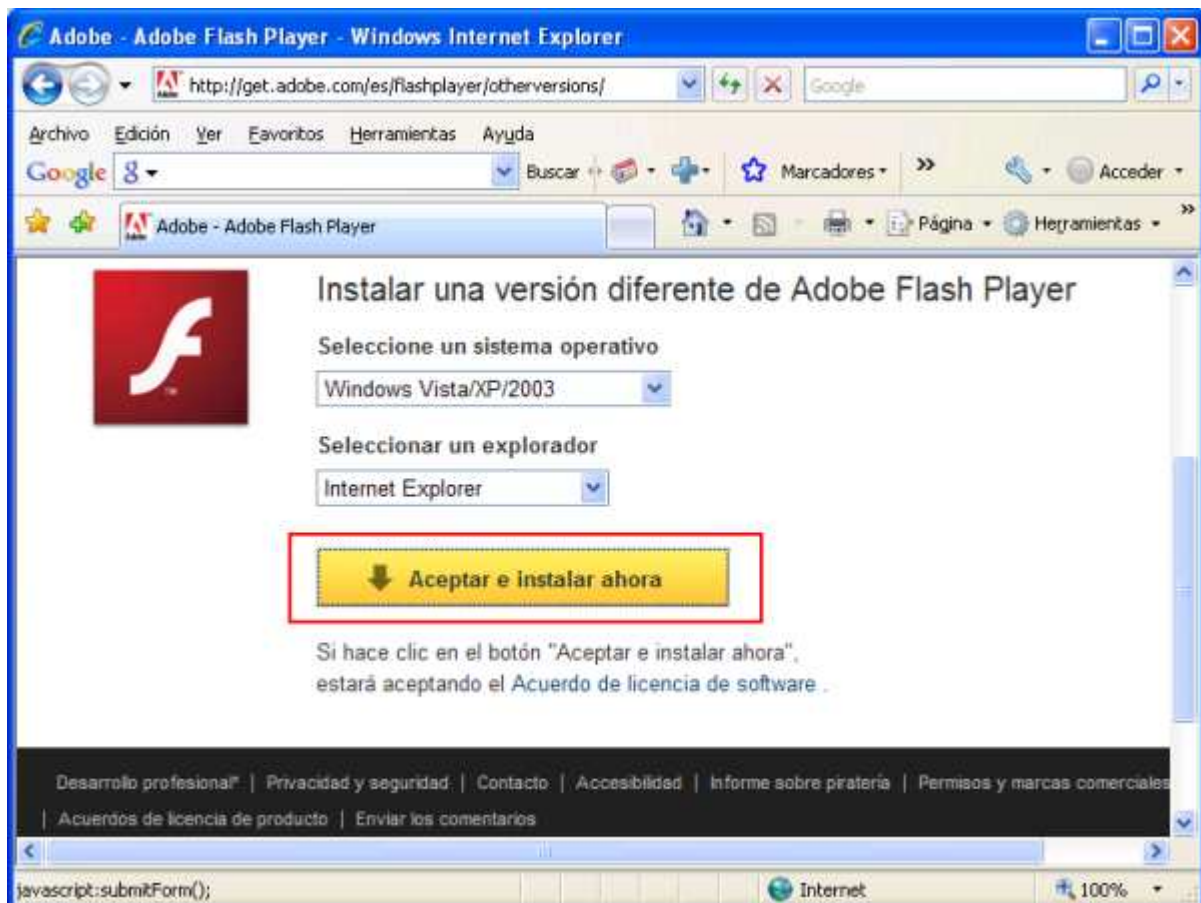 Adobe - Adobe Flash Player - Windows Internet Explorer
http://get.adobe.com/es/flashplayer/otherversions/ Google
Archivo Edición Ver Favoritos Herramientas Ayuda
Google 8 Buscar Marcadores » Acceder
Adobe - Adobe Flash Player Página Herramientas »
Instalar una versión diferente de Adobe Flash Player
Seleccione un sistema operativo
Windows Vista/XP/2003
Seleccionar un explorador
Internet Explorer
Aceptar e instalar ahora
Si hace clic en el botón "Aceptar e instalar ahora",
estará aceptando el Acuerdo de licencia de software .
Desarrollo profesional* | Privacidad y seguridad | Contacto | Accesibilidad | Informe sobre piratería | Permisos y marcas comerciales
| Acuerdos de licencia de producto | Enviar los comentarios
javascript:submitForm(); Internet 100%